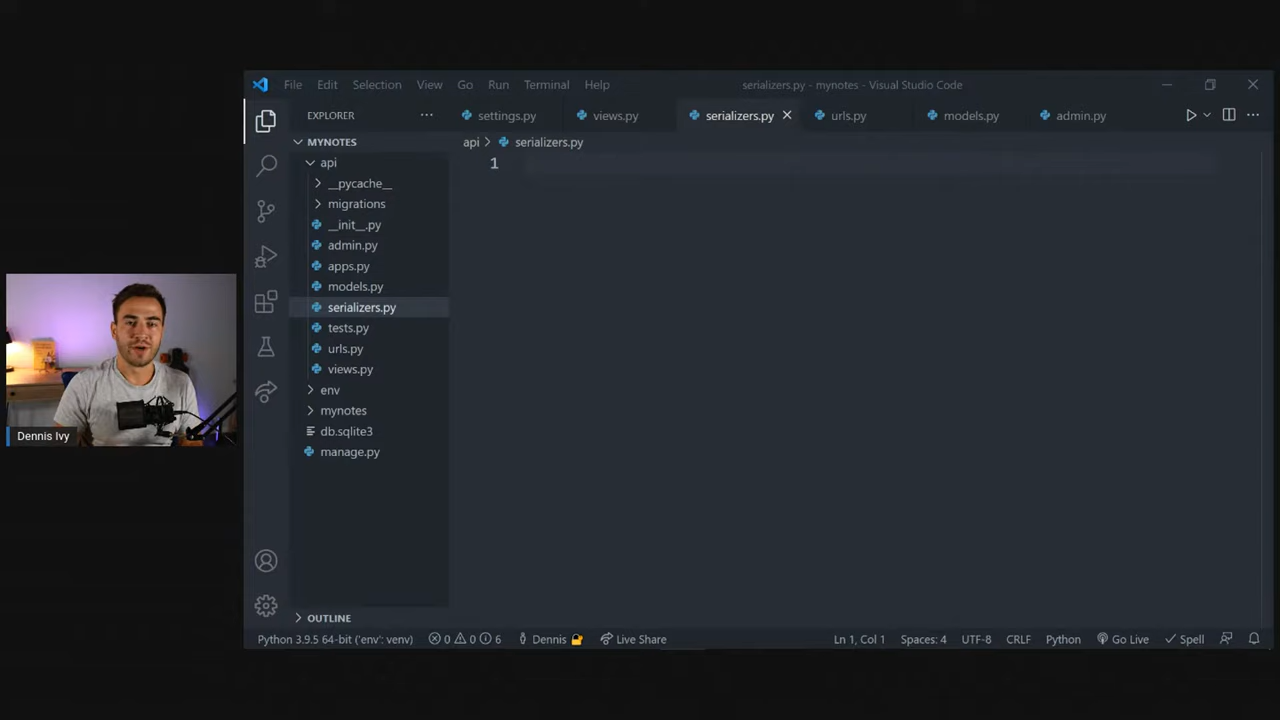 File Edit Selection View Go Run Terminal Help serializers.py - mynotes - Visual Studio Code
EXPLORER
settings.py views.py serializers.py urls.py models.py admin.py
MYNOTES
api > serializers.py
api
1
__pycache__
migrations
__init__.py
admin.py
apps.py
models.py
serializers.py
tests.py
urls.py
views.py
env
mynotes
db.sqlite3
manage.py
Dennis Ivy
OUTLINE
Python 3.9.5 64-bit ('env': venv) 0 0 6 Dennis Live Share Ln 1, Col 1 Spaces: 4 UTF-8 CRLF Python Go Live Spell